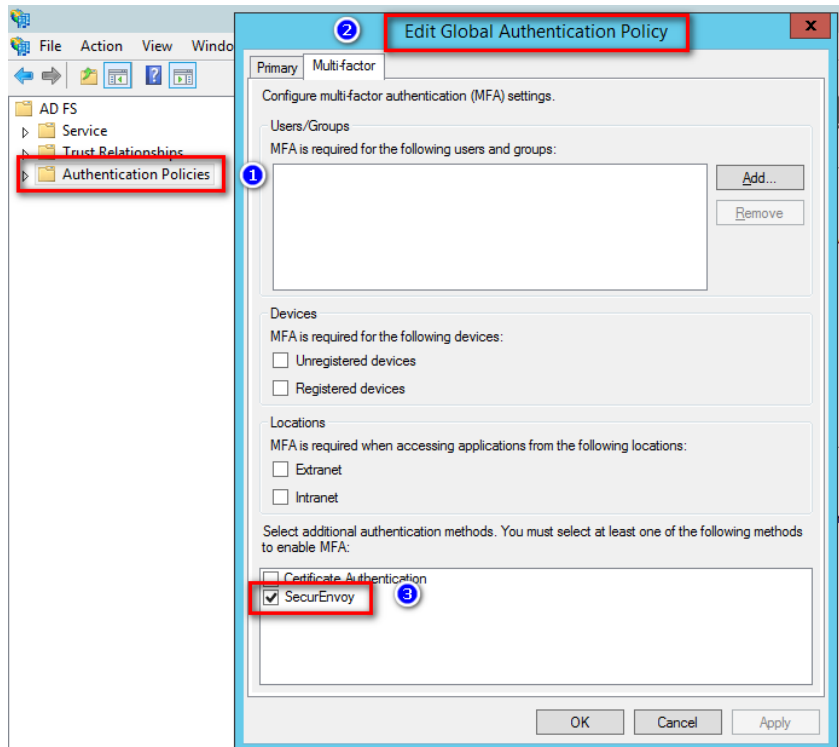 2
Edit Global Authentication Policy
x
File Action View Windo
Primary Multi-factor
?
Configure multi-factor authentication (MFA) settings.
AD FS
Service
Trust Relationships
Authentication Policies
1
Users/Groups
MFA is required for the following users and groups:
Add...
Remove
Devices
MFA is required for the following devices:
Unregistered devices
Registered devices
Locations
MFA is required when accessing applications from the following locations:
Extranet
Intranet
Select additional authentication methods. You must select at least one of the following methods
to enable MFA:
Certificate Authentication
SecurEnvoy
3
OK Cancel Apply